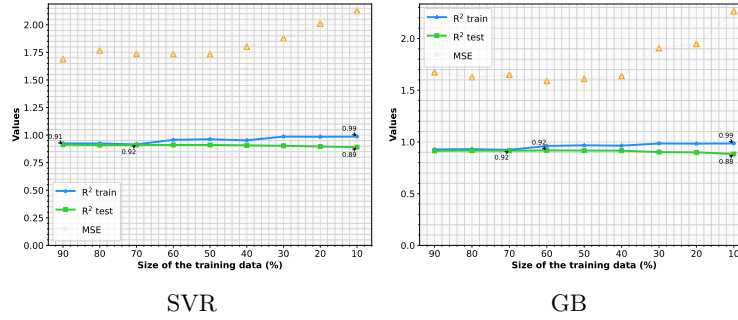 2.00
1.75
1.50
1.25
1.00
0.75
0.50
0.25
0.00
Values
0.91
0.92
0.99
0.89
R² train
R² test
MSE
90 80 70 60 50 40 30 20 10
Size of the training data (%)
SVR
2.0
1.5
1.0
0.5
0.0
Values
R² train
R² test
MSE
0.92
0.92
0.99
0.88
90 80 70 60 50 40 30 20 10
Size of the training data (%)
GB